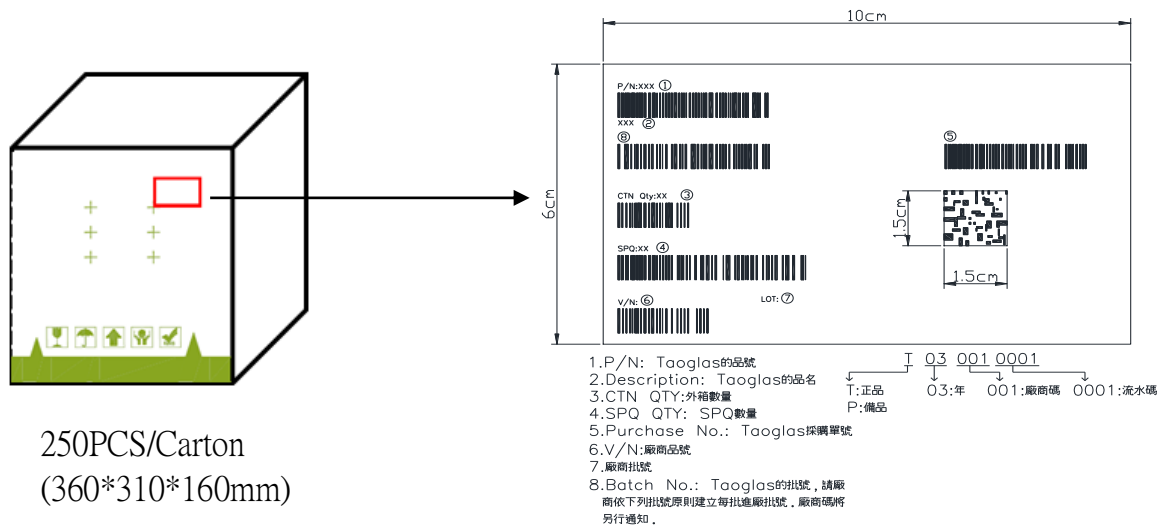 10cm
6cm
P/N:XXX ①
XXX ②
⑧
⑤
CTN Qty:XX ③
SPQ:XX ④
V/N: ⑥
LOT: ⑦
1.5cm
1.5cm
250PCS/Carton
(360*310*160mm)
1.P/N: Taoglas的品號
2.Description: Taoglas的品名
3.CTN QTY:外箱數量
4.SPQ QTY: SPQ數量
5.Purchase No.: Taoglas採購單號
6.V/N:廠商品號
7.廠商批號
8.Batch No.: Taoglas的批號，請廠
商依下列批號原則建立每批進廠批號．廠商碼將
另行通知．
T 03 001 0001
T:正品 03:年 001:廠商碼 0001:流水碼
P:備品